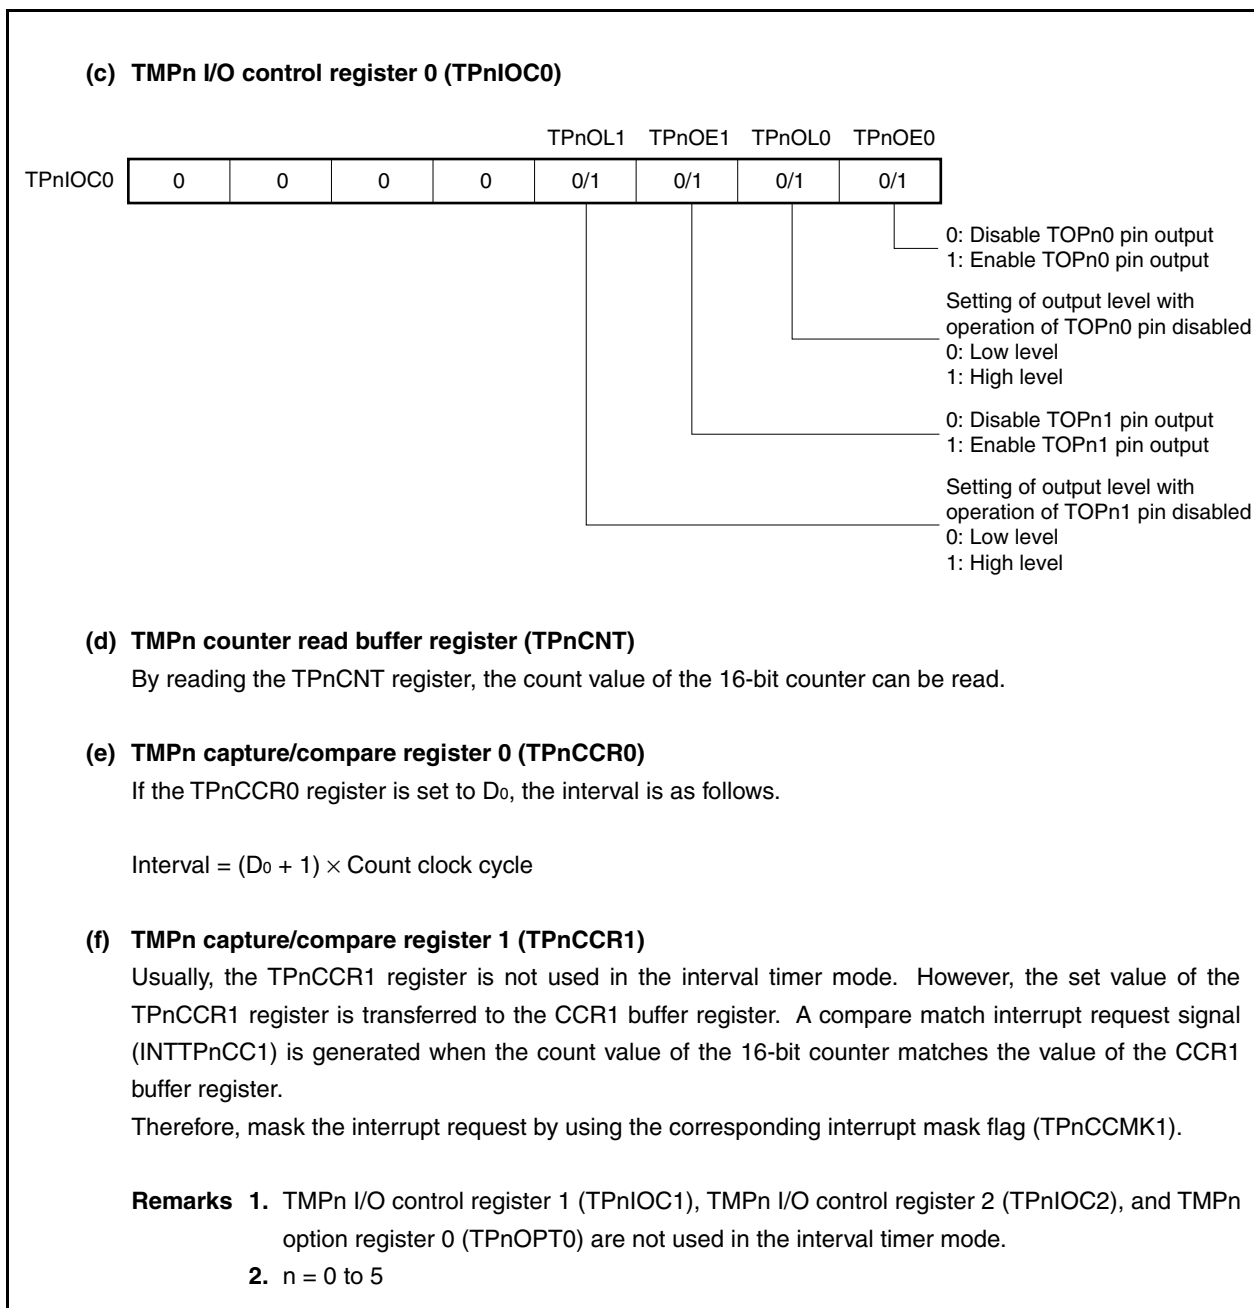 (c) TMPn I/O control register 0 (TPnIOC0)
TPnOL1 TPnOE1 TPnOL0 TPnOE0
TPnIOC0 0 0 0 0 0/1 0/1 0/1 0/1
0: Disable TOPn0 pin output
1: Enable TOPn0 pin output
Setting of output level with
operation of TOPn0 pin disabled
0: Low level
1: High level
0: Disable TOPn1 pin output
1: Enable TOPn1 pin output
Setting of output level with
operation of TOPn1 pin disabled
0: Low level
1: High level
(d) TMPn counter read buffer register (TPnCNT)
By reading the TPnCNT register, the count value of the 16-bit counter can be read.
(e) TMPn capture/compare register 0 (TPnCCR0)
If the TPnCCR0 register is set to D₀, the interval is as follows.
Interval = (D₀ + 1) × Count clock cycle
(f) TMPn capture/compare register 1 (TPnCCR1)
Usually, the TPnCCR1 register is not used in the interval timer mode. However, the set value of the
TPnCCR1 register is transferred to the CCR1 buffer register. A compare match interrupt request signal
(INTTPnCC1) is generated when the count value of the 16-bit counter matches the value of the CCR1
buffer register.
Therefore, mask the interrupt request by using the corresponding interrupt mask flag (TPnCCMK1).
Remarks 1. TMPn I/O control register 1 (TPnIOC1), TMPn I/O control register 2 (TPnIOC2), and TMPn
option register 0 (TPnOPT0) are not used in the interval timer mode.
2. n = 0 to 5